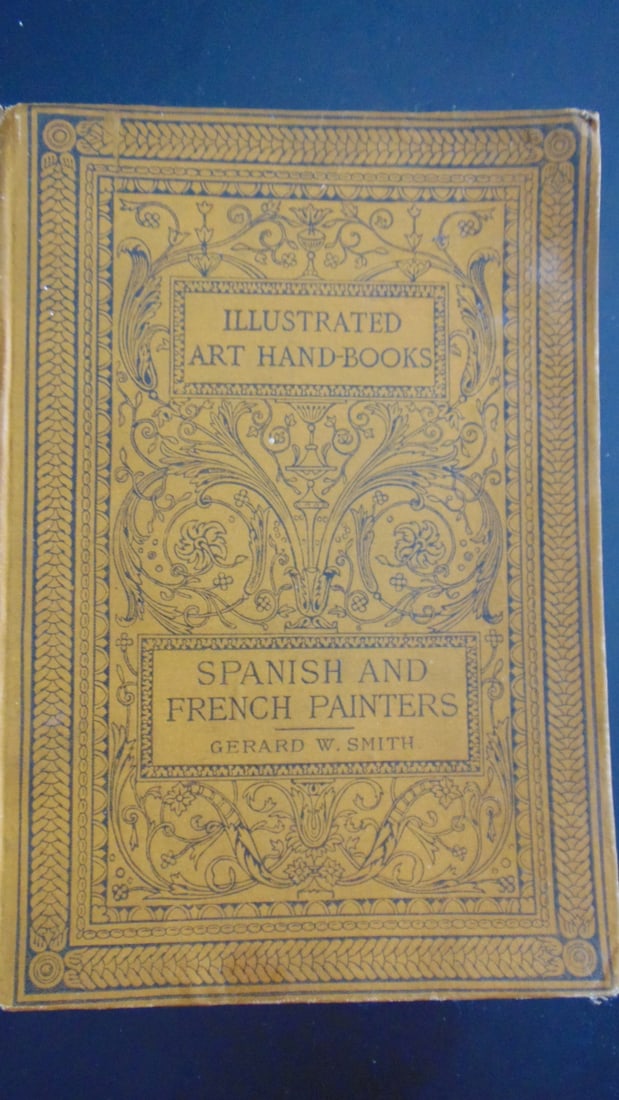 ILLUSTRATED
ART HAND-BOOKS
SPANISH AND
FRENCH PAINTERS
GERARD W. SMITH.